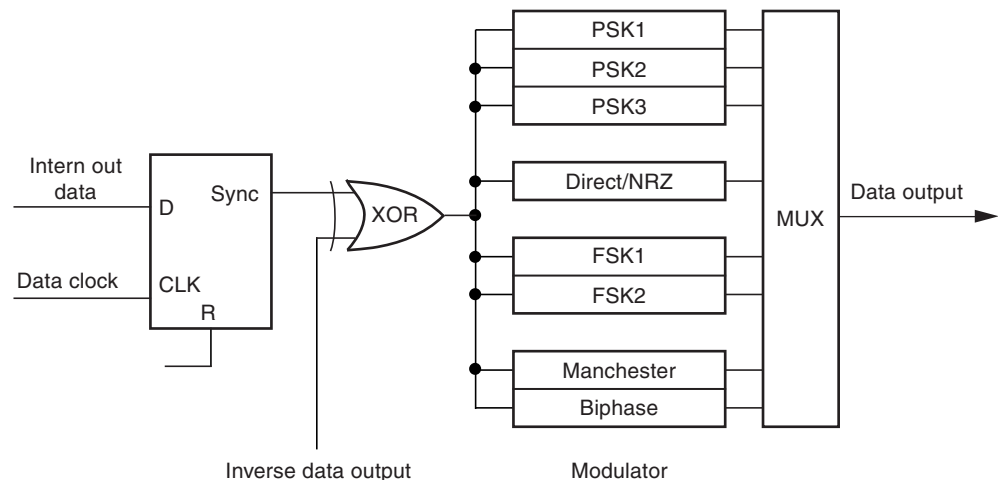 PSK1
PSK2
PSK3
Intern out
data
Sync
D
XOR
Direct/NRZ
MUX
Data output
Data clock
CLK
R
FSK1
FSK2
Manchester
Biphase
Inverse data output
Modulator